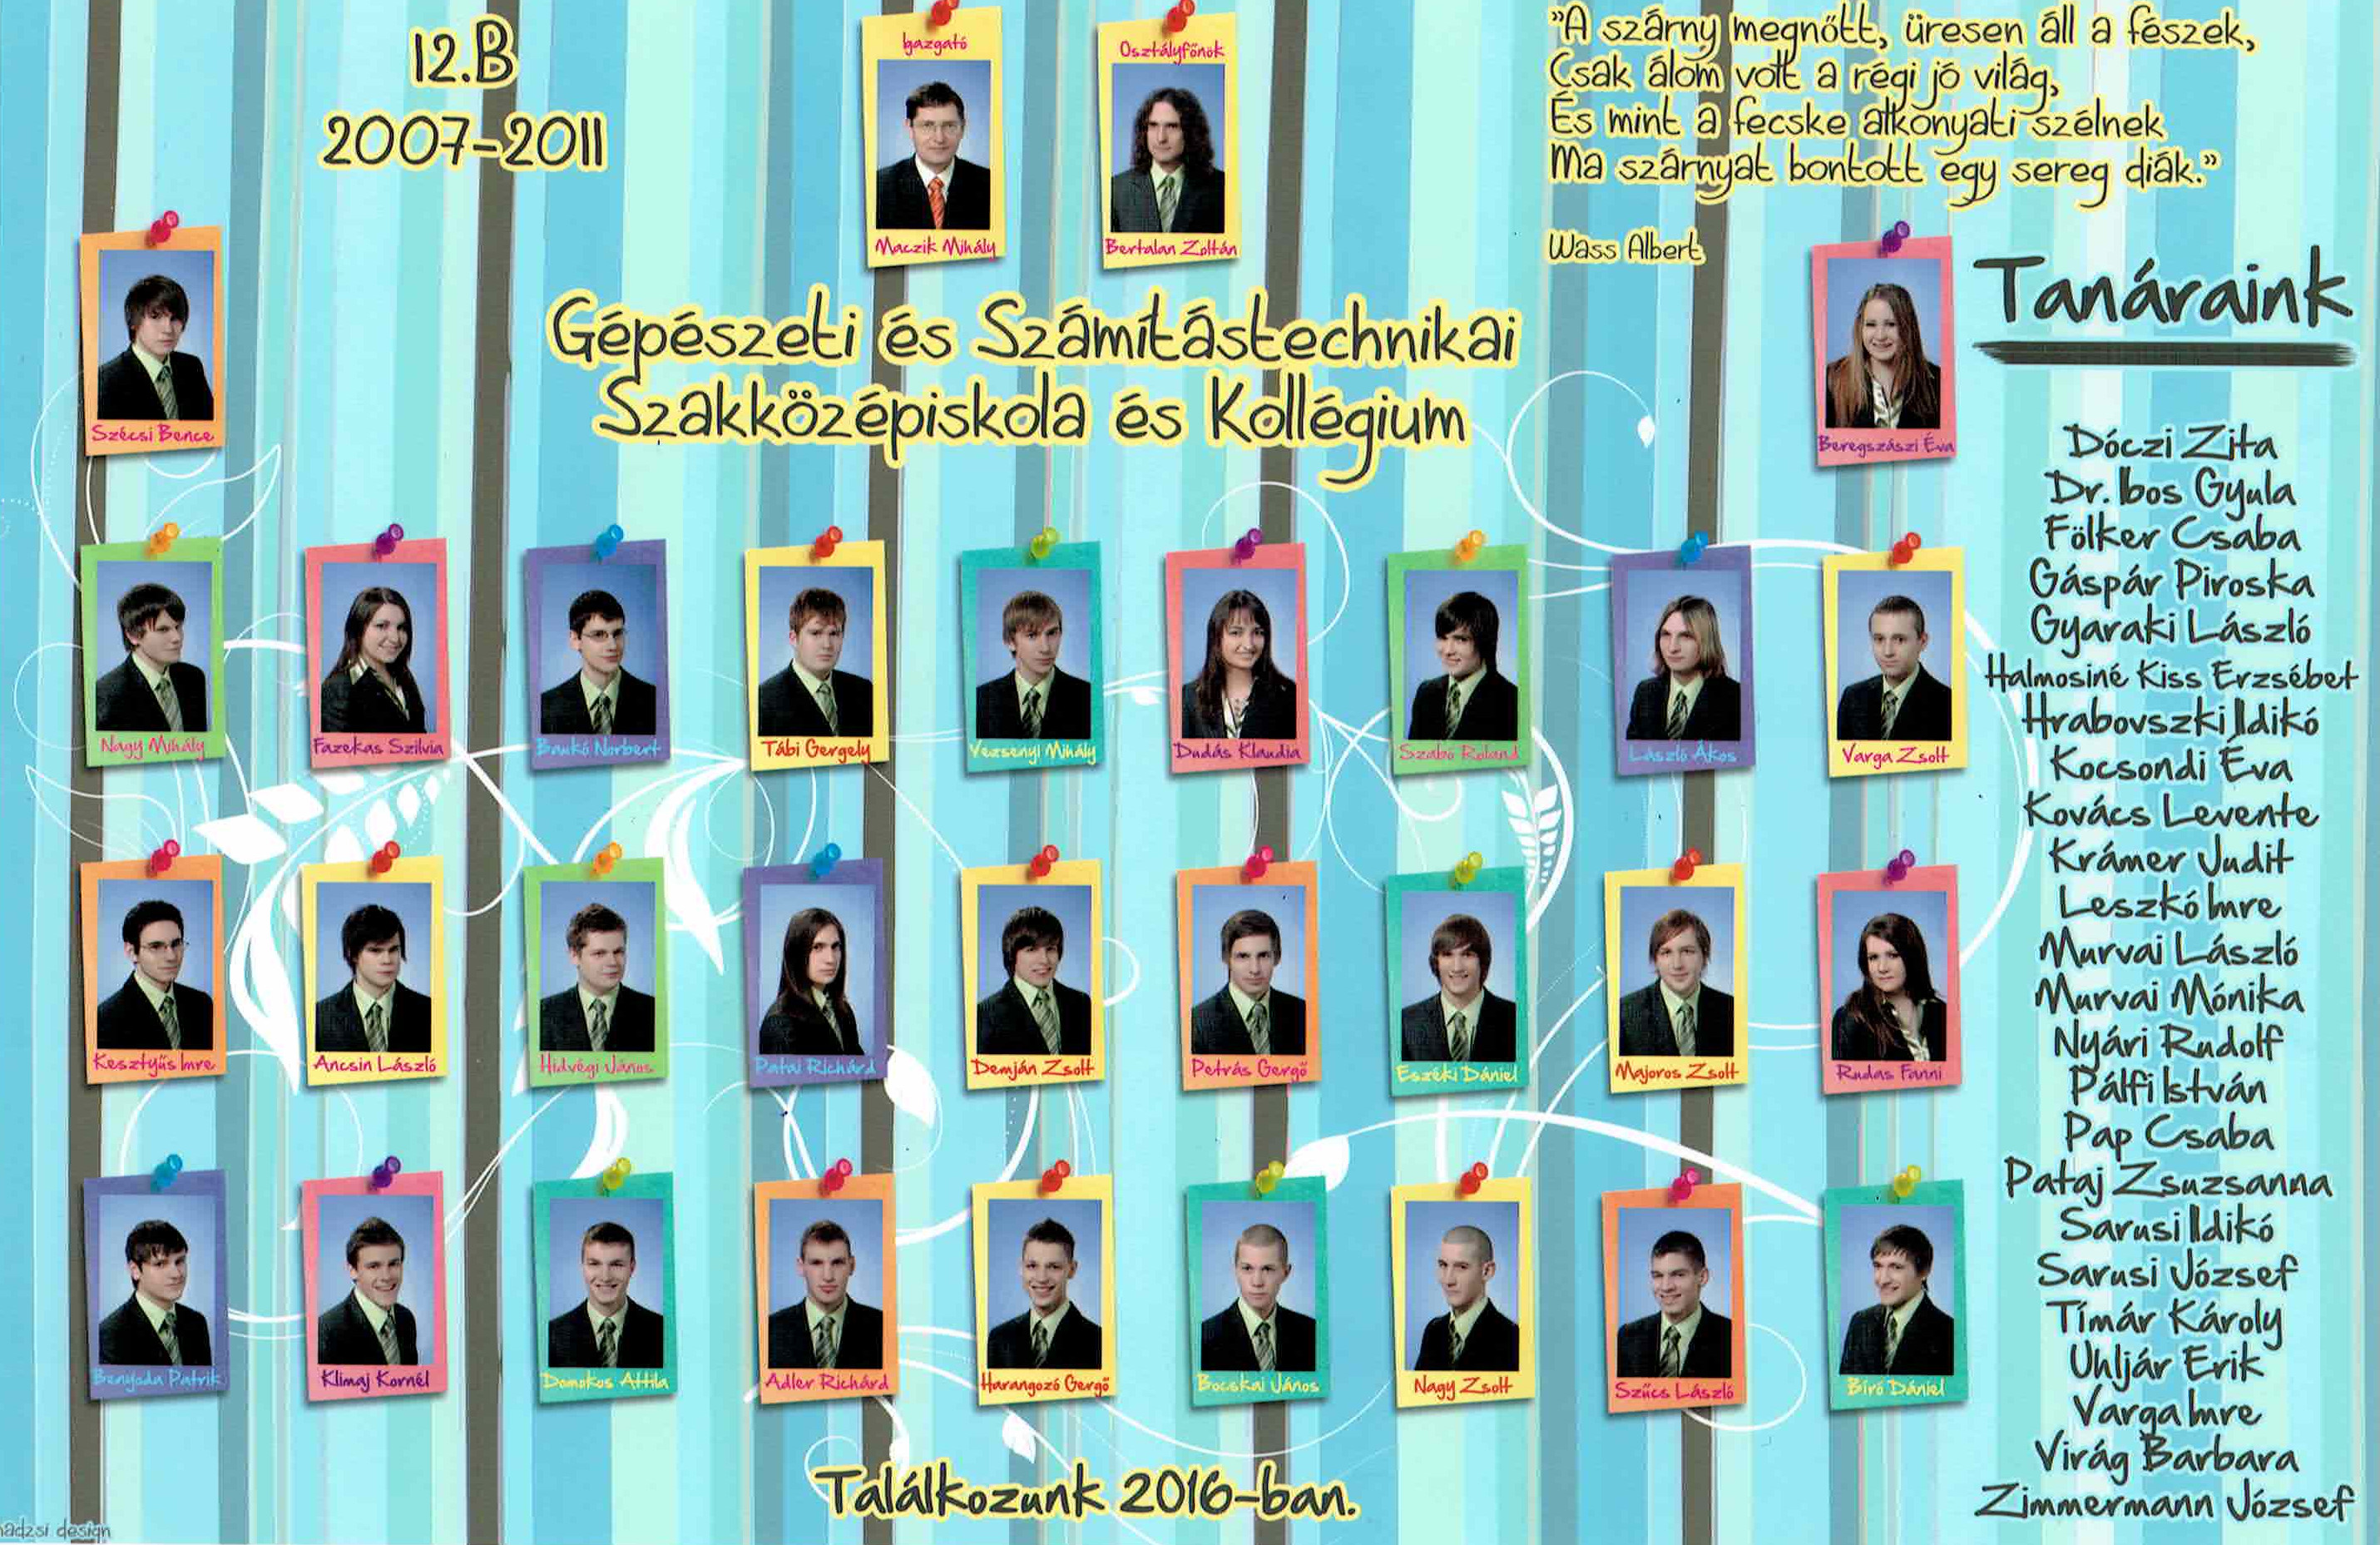 12.B
2007-2011
Igazgató
Maczik Mihály
Osztályfőnök
Bertalan Zoltán
"A szárny megnőtt, üresen áll a fészek,
Csak álom volt a régi jó világ,
És mint a fecske alkonyati szélnek
Ma szárnyat bontott egy sereg diák."
Wass Albert
Gépészeti és Számítástechnikai
Szakközépiskola és Kollégium
Szécsi Bence
Beregszászi Éva
Nagy Mihály
Fazekas Szilvia
Bankó Norbert
Tábi Gergely
Vezsenyi Mihály
Dudás Klaudia
Szabó Roland
László Ákos
Varga Zsolt
Kesztyűs Imre
Ancsin László
Hidvégi János
Patai Richárd
Demján Zsolt
Petrás Gergő
Eszéki Dániel
Majoros Zsolt
Rudas Fanni
Benyoda Patrik
Klimaj Kornél
Domokos Attila
Adler Richárd
Harangozó Gergő
Bocskai János
Nagy Zsolt
Szűcs László
Bíró Dániel
Találkozunk 2016-ban.
Tanáraink
Dóczi Zita
Dr. Ibos Gyula
Fölker Csaba
Gáspár Piroska
Gyaraki László
Halmosiné Kiss Erzsébet
Hrabovszki Ildikó
Kocsondi Éva
Kovács Levente
Krámer Judit
Leszkó Imre
Murvai László
Murvai Mónika
Nyári Rudolf
Pálfi István
Pap Csaba
Pataj Zsuzsanna
Sarusi Ildikó
Sarusi József
Tímár Károly
Uhljár Erik
Varga Imre
Virág Barbara
Zimmermann József
design